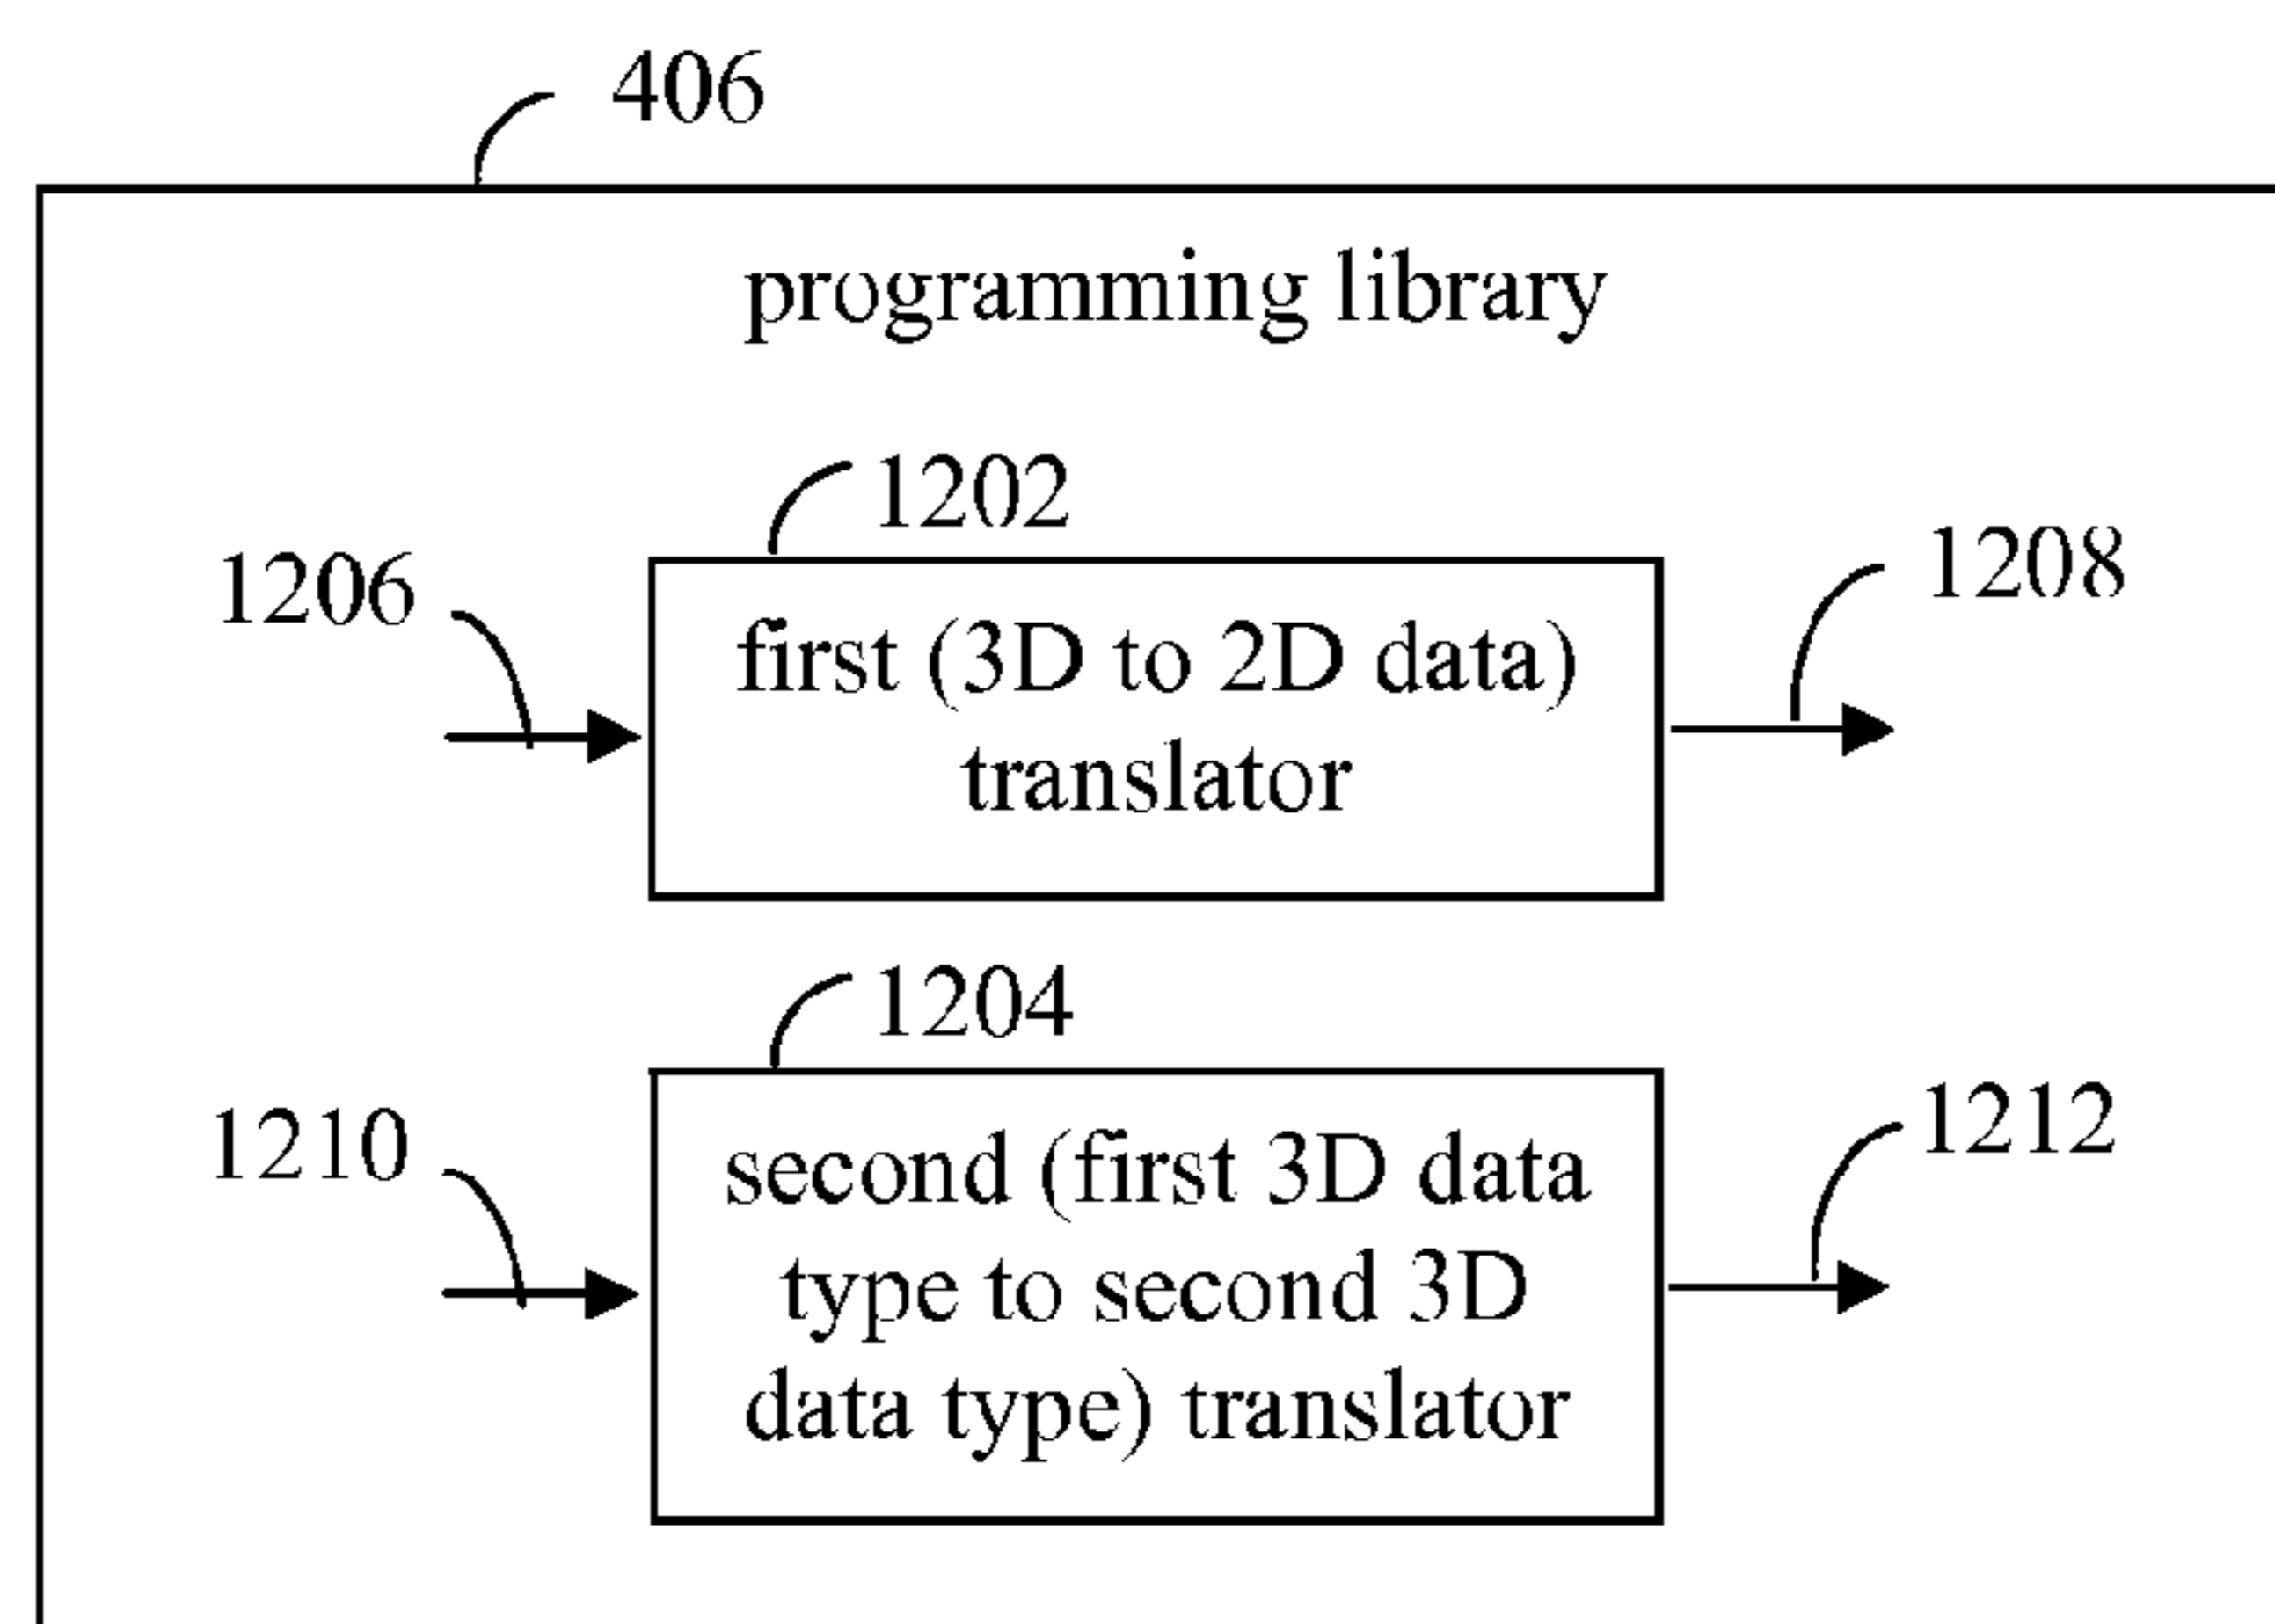 406
programming library
1202
1206
1208
first (3D to 2D data)
translator
1204
1210
1212
second (first 3D data
type to second 3D
data type) translator